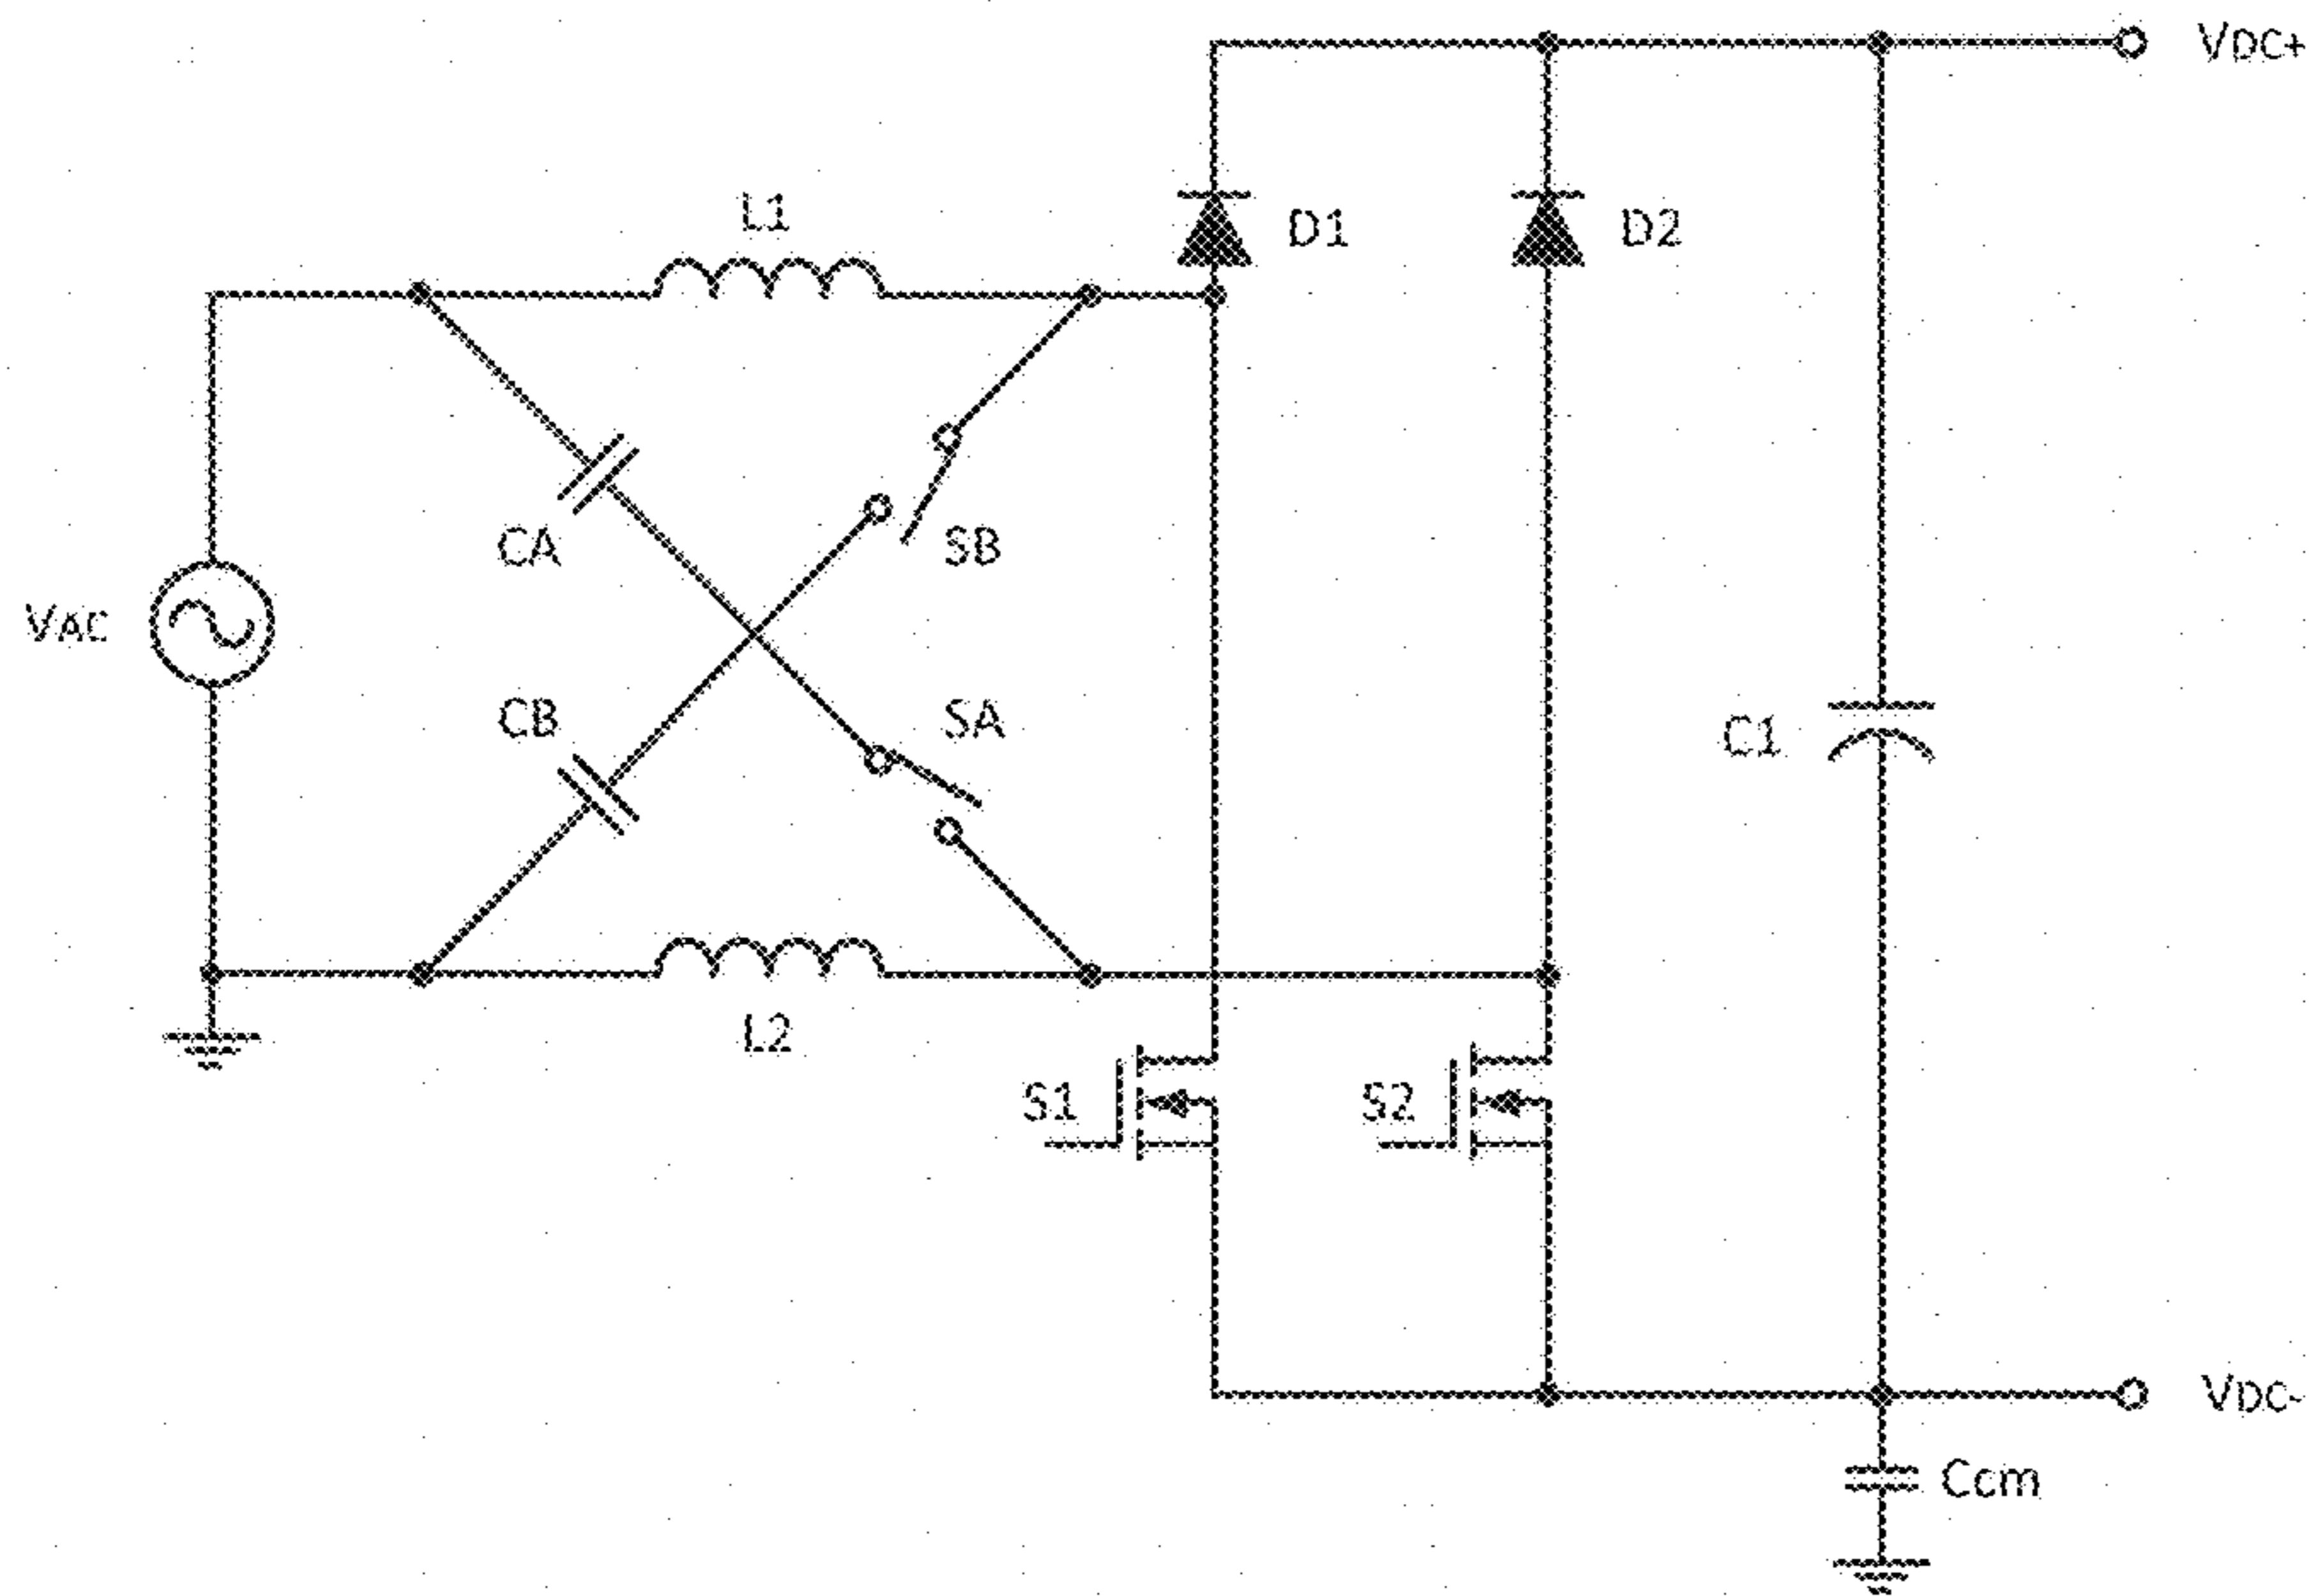 VDC+
L1
D1
D2
CA
SB
VAC
CB
SA
C1
L2
S1
S2
VDC-
Ccm